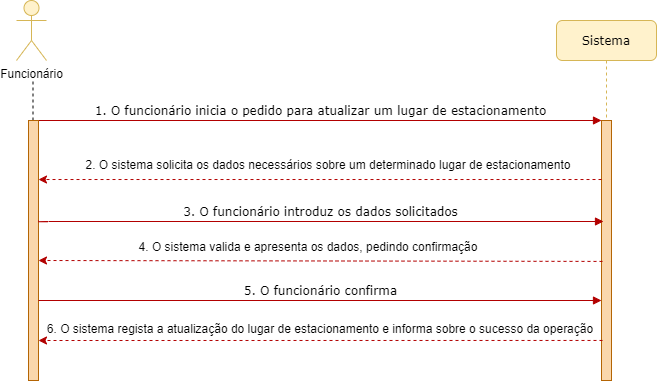 Sistema
Funcionário
1. O funcionário inicia o pedido para atualizar um lugar de estacionamento
2. O sistema solicita os dados necessários sobre um determinado lugar de estacionamento
3. O funcionário introduz os dados solicitados
4. O sistema valida e apresenta os dados, pedindo confirmação
5. O funcionário confirma
6. O sistema regista a atualização do lugar de estacionamento e informa sobre o sucesso da operação